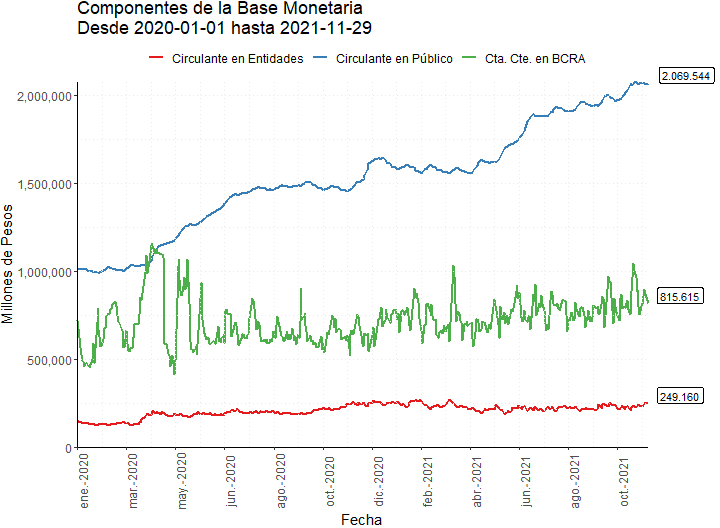 Componentes de la Base Monetaria
Desde 2020-01-01 hasta 2021-11-29
Circulante en Entidades Circulante en Público Cta. Cte. en BCRA
Millones de Pesos
2,000,000
1,500,000
1,000,000
500,000
0
2.069.544
815.615
249.160
ene.-2020
mar.-2020
may.-2020
jun.-2020
ago.-2020
oct.-2020
dic.-2020
feb.-2021
abr.-2021
jun.-2021
ago.-2021
oct.-2021
Fecha